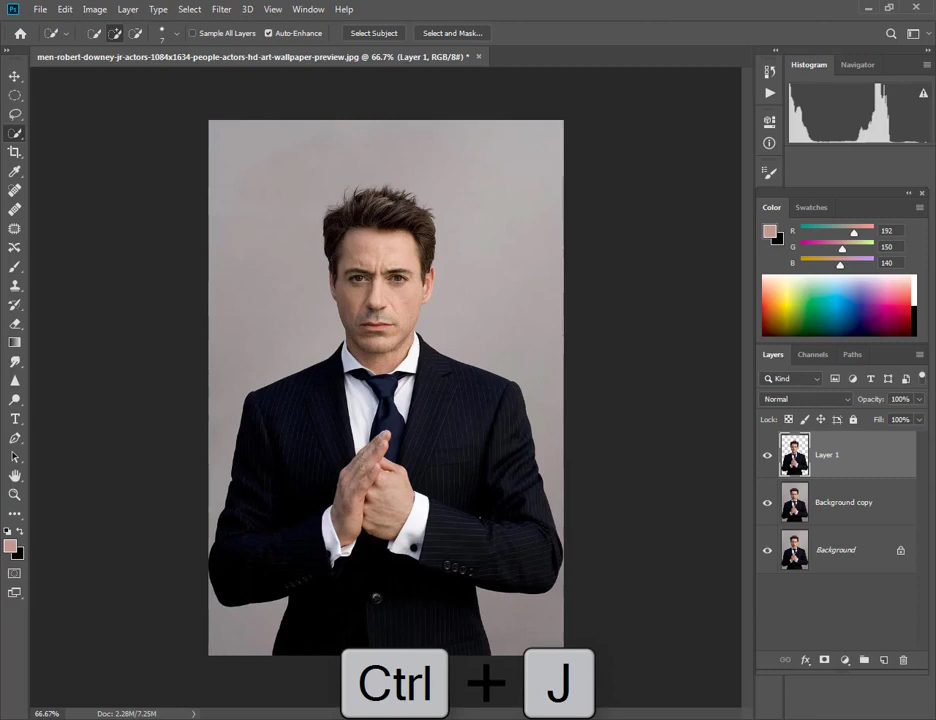 Ps File Edit Image Layer Type Select Filter 3D View Window Help
7 Sample All Layers Auto-Enhance Select Subject Select and Mask...
men-robert-downey-jr-actors-1084x1634-people-actors-hd-art-wallpaper-preview.jpg @ 66.7% (Layer 1, RGB/8#) *
Histogram Navigator
Color Swatches
R 192
G 150
B 140
Layers Channels Paths
Kind
Normal Opacity: 100%
Lock: Fill: 100%
Layer 1
Background copy
Background
fx
Ctrl + J
66.67% Doc: 2.28M/7.25M